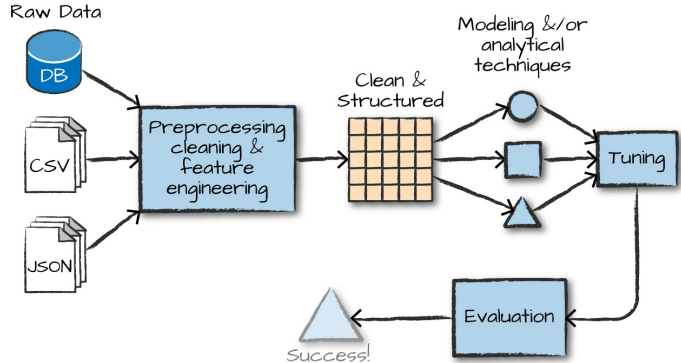 Raw Data
DB
CSV
JSON
Preprocessing
cleaning &
feature
engineering
Clean &
Structured
Modeling &/or
analytical
techniques
Tuning
Evaluation
Success!